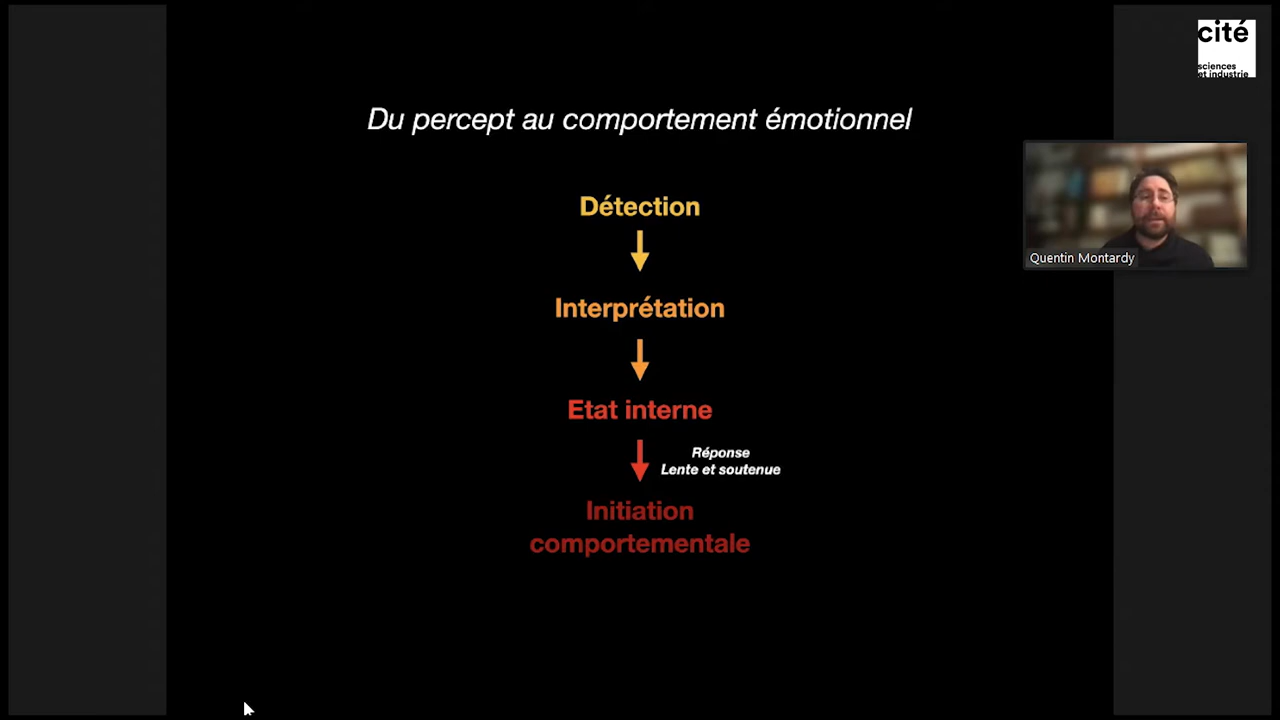 cité
sciences
et industrie
Du percept au comportement émotionnel
Détection
Interprétation
Quentin Montardy
Etat interne
Réponse
Lente et soutenue
Initiation
comportementale